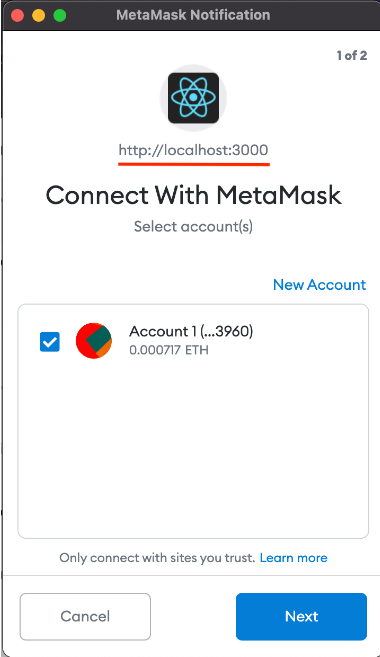 MetaMask Notification
1 of 2
http://localhost:3000
Connect With MetaMask
Select account(s)
New Account
Account 1 (...3960)
0.000717 ETH
Only connect with sites you trust. Learn more
Cancel
Next